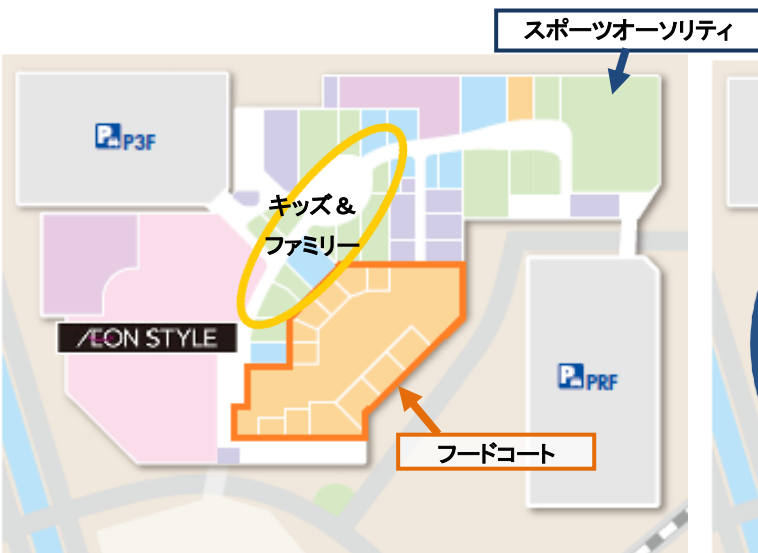 スポーツオーソリティ
P P3F
キッズ＆
ファミリー
ÆON STYLE
P PRF
フードコート